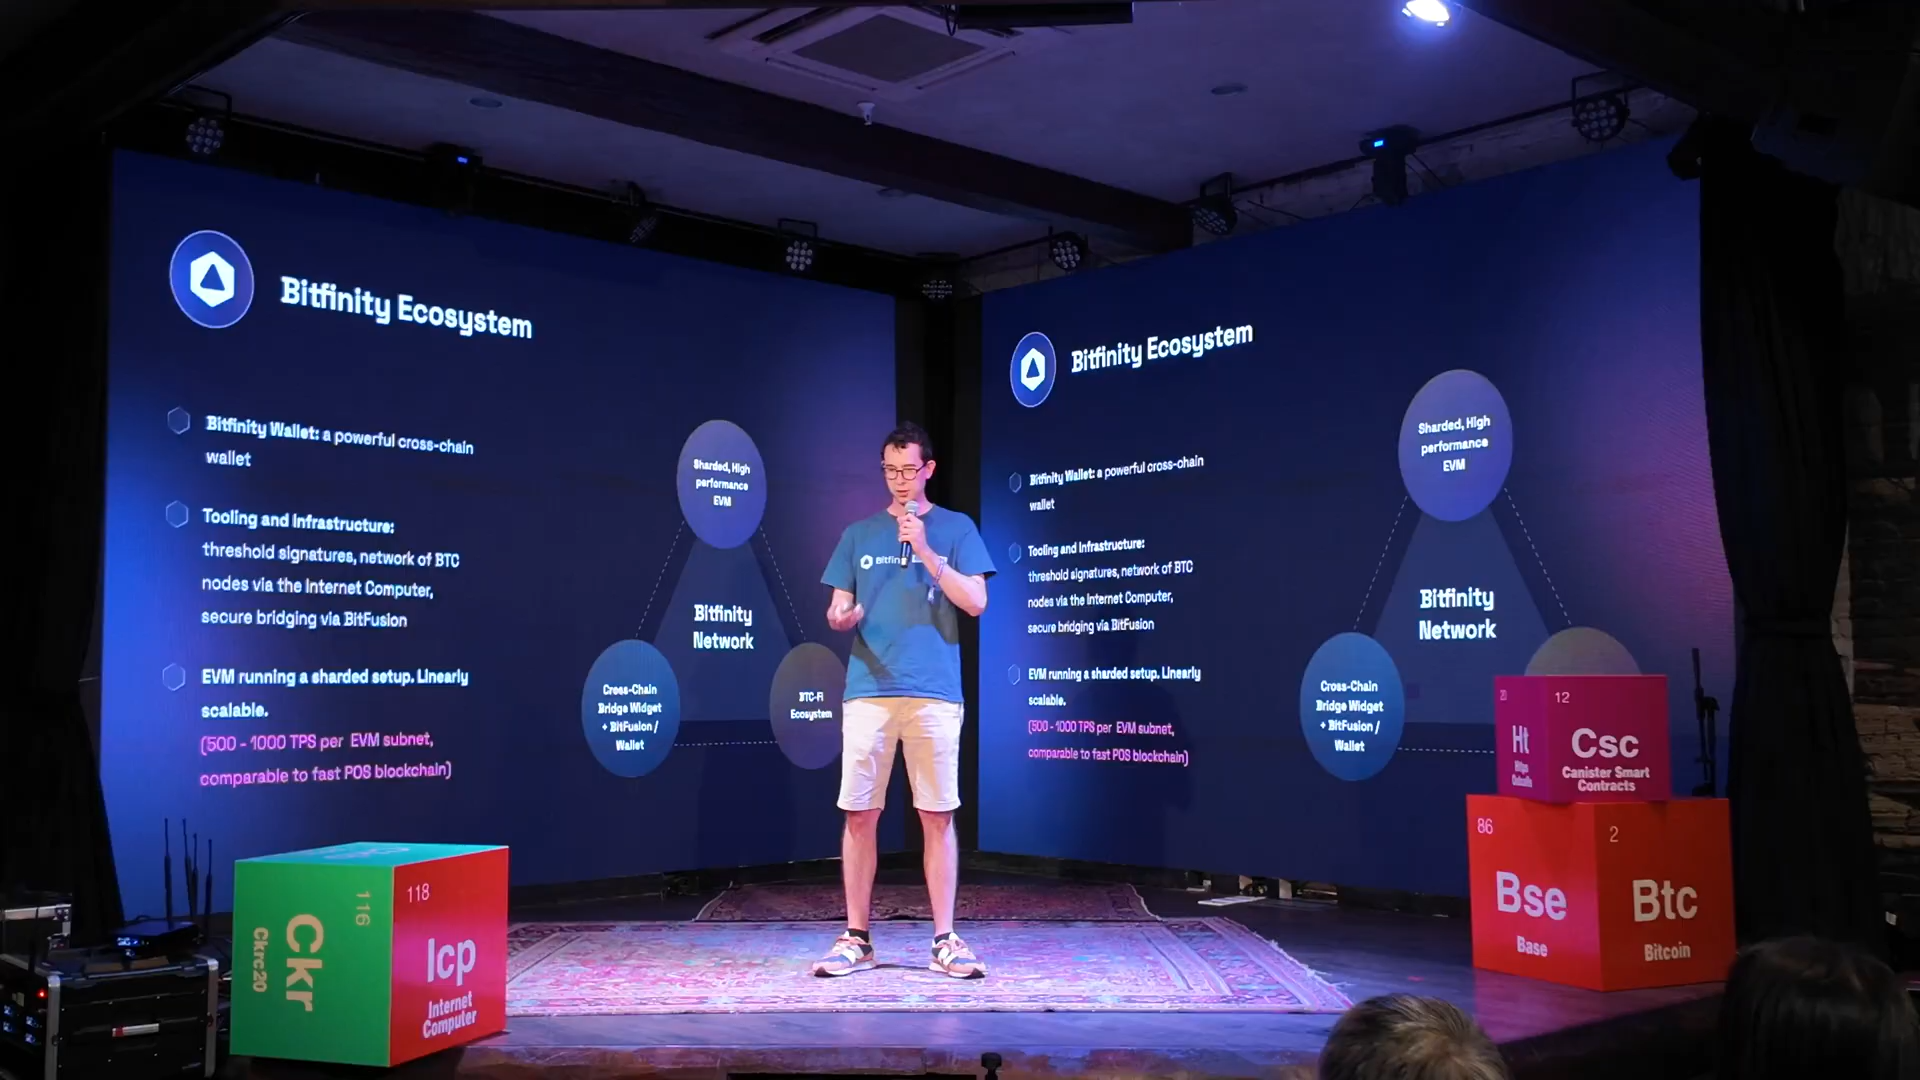 Bitfinity Ecosystem
Bitfinity Wallet: a powerful cross-chain
wallet
Tooling and Infrastructure:
threshold signatures, network of BTC
nodes via the Internet Computer,
secure bridging via BitFusion
EVM running a sharded setup. Linearly
scalable.
(500 - 1000 TPS per EVM subnet,
comparable to fast POS blockchain)
Sharded, High
performance
EVM
Bitfinity
Network
Cross-Chain
Bridge Widget
+ BitFusion /
Wallet
BTC-Fi
Ecosystem
Bitfin
Bitfinity Ecosystem
Bitfinity Wallet: a powerful cross-chain
wallet
Tooling and Infrastructure:
threshold signatures, network of BTC
nodes via the Internet Computer,
secure bridging via BitFusion
EVM running a sharded setup. Linearly
scalable.
(500 - 1000 TPS per EVM subnet,
comparable to fast POS blockchain)
Sharded, High
performance
EVM
Bitfinity
Network
Cross-Chain
Bridge Widget
+ BitFusion /
Wallet
116
Ckr
Ckrc20
118
Icp
Internet
Computer
20
Ht
Https
Outcalls
12
Csc
Canister Smart
Contracts
86
Bse
Base
2
Btc
Bitcoin